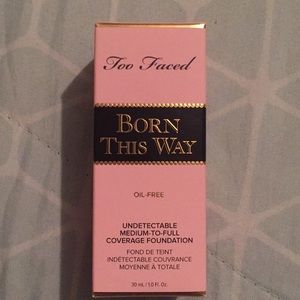 Too Faced
BORN
THIS WAY
OIL-FREE
UNDETECTABLE
MEDIUM-TO-FULL
COVERAGE FOUNDATION
FOND DE TEINT
INDÉTECTABLE COUVRANCE
MOYENNE À TOTALE
30 mL / 1.0 Fl. Oz.